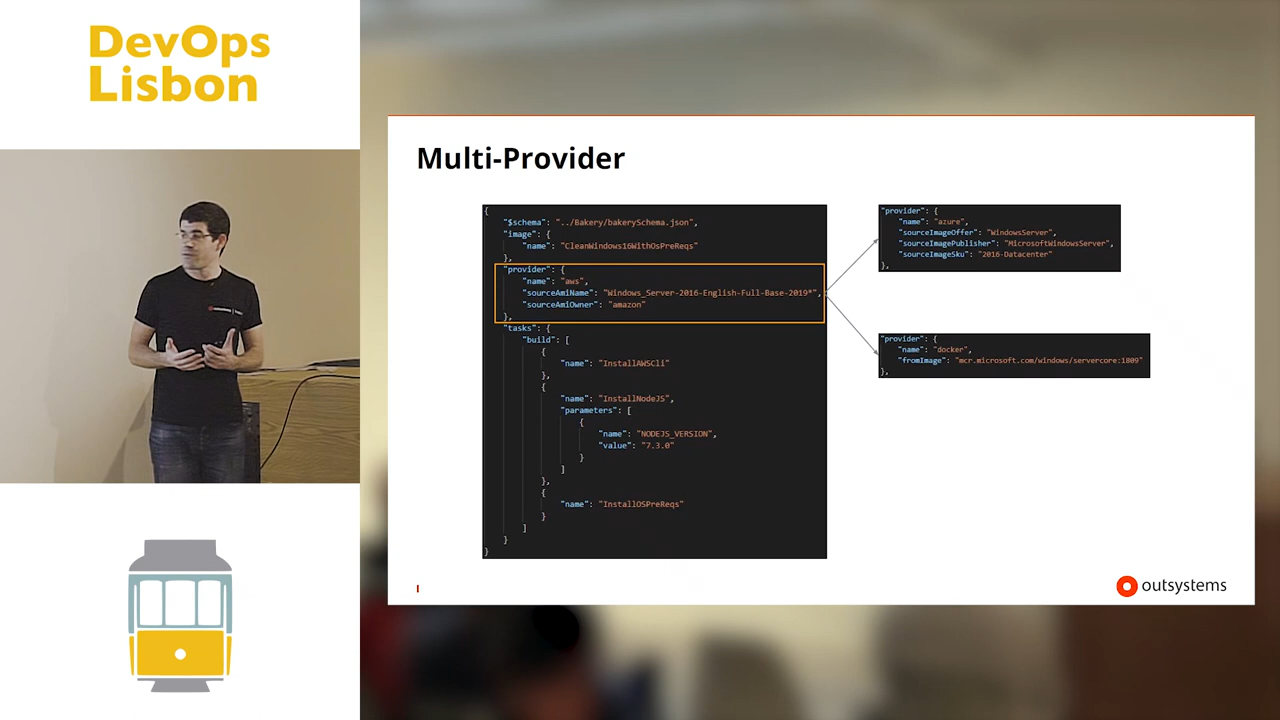 DevOps
Lisbon
Multi-Provider
{
"$schema": "../Bakery/bakerySchema.json",
"image": {
"name": "CleanWindows16WithOsPreReqs"
},
"provider": {
"name": "aws",
"sourceAmiName": "Windows_Server-2016-English-Full-Base-2019*",
"sourceAmiOwner": "amazon"
},
"tasks": {
"build": [
{
"name": "InstallAWSCli"
},
{
"name": "InstallNodeJS",
"parameters": [
{
"name": "NODEJS_VERSION",
"value": "7.3.0"
}
]
},
{
"name": "InstallOSPreReqs"
}
]
}
}
"provider": {
"name": "azure",
"sourceImageOffer": "WindowsServer",
"sourceImagePublisher": "MicrosoftWindowsServer",
"sourceImageSku": "2016-Datacenter"
},
"provider": {
"name": "docker",
"fromImage": "mcr.microsoft.com/windows/servercore:1809"
},
outsystems